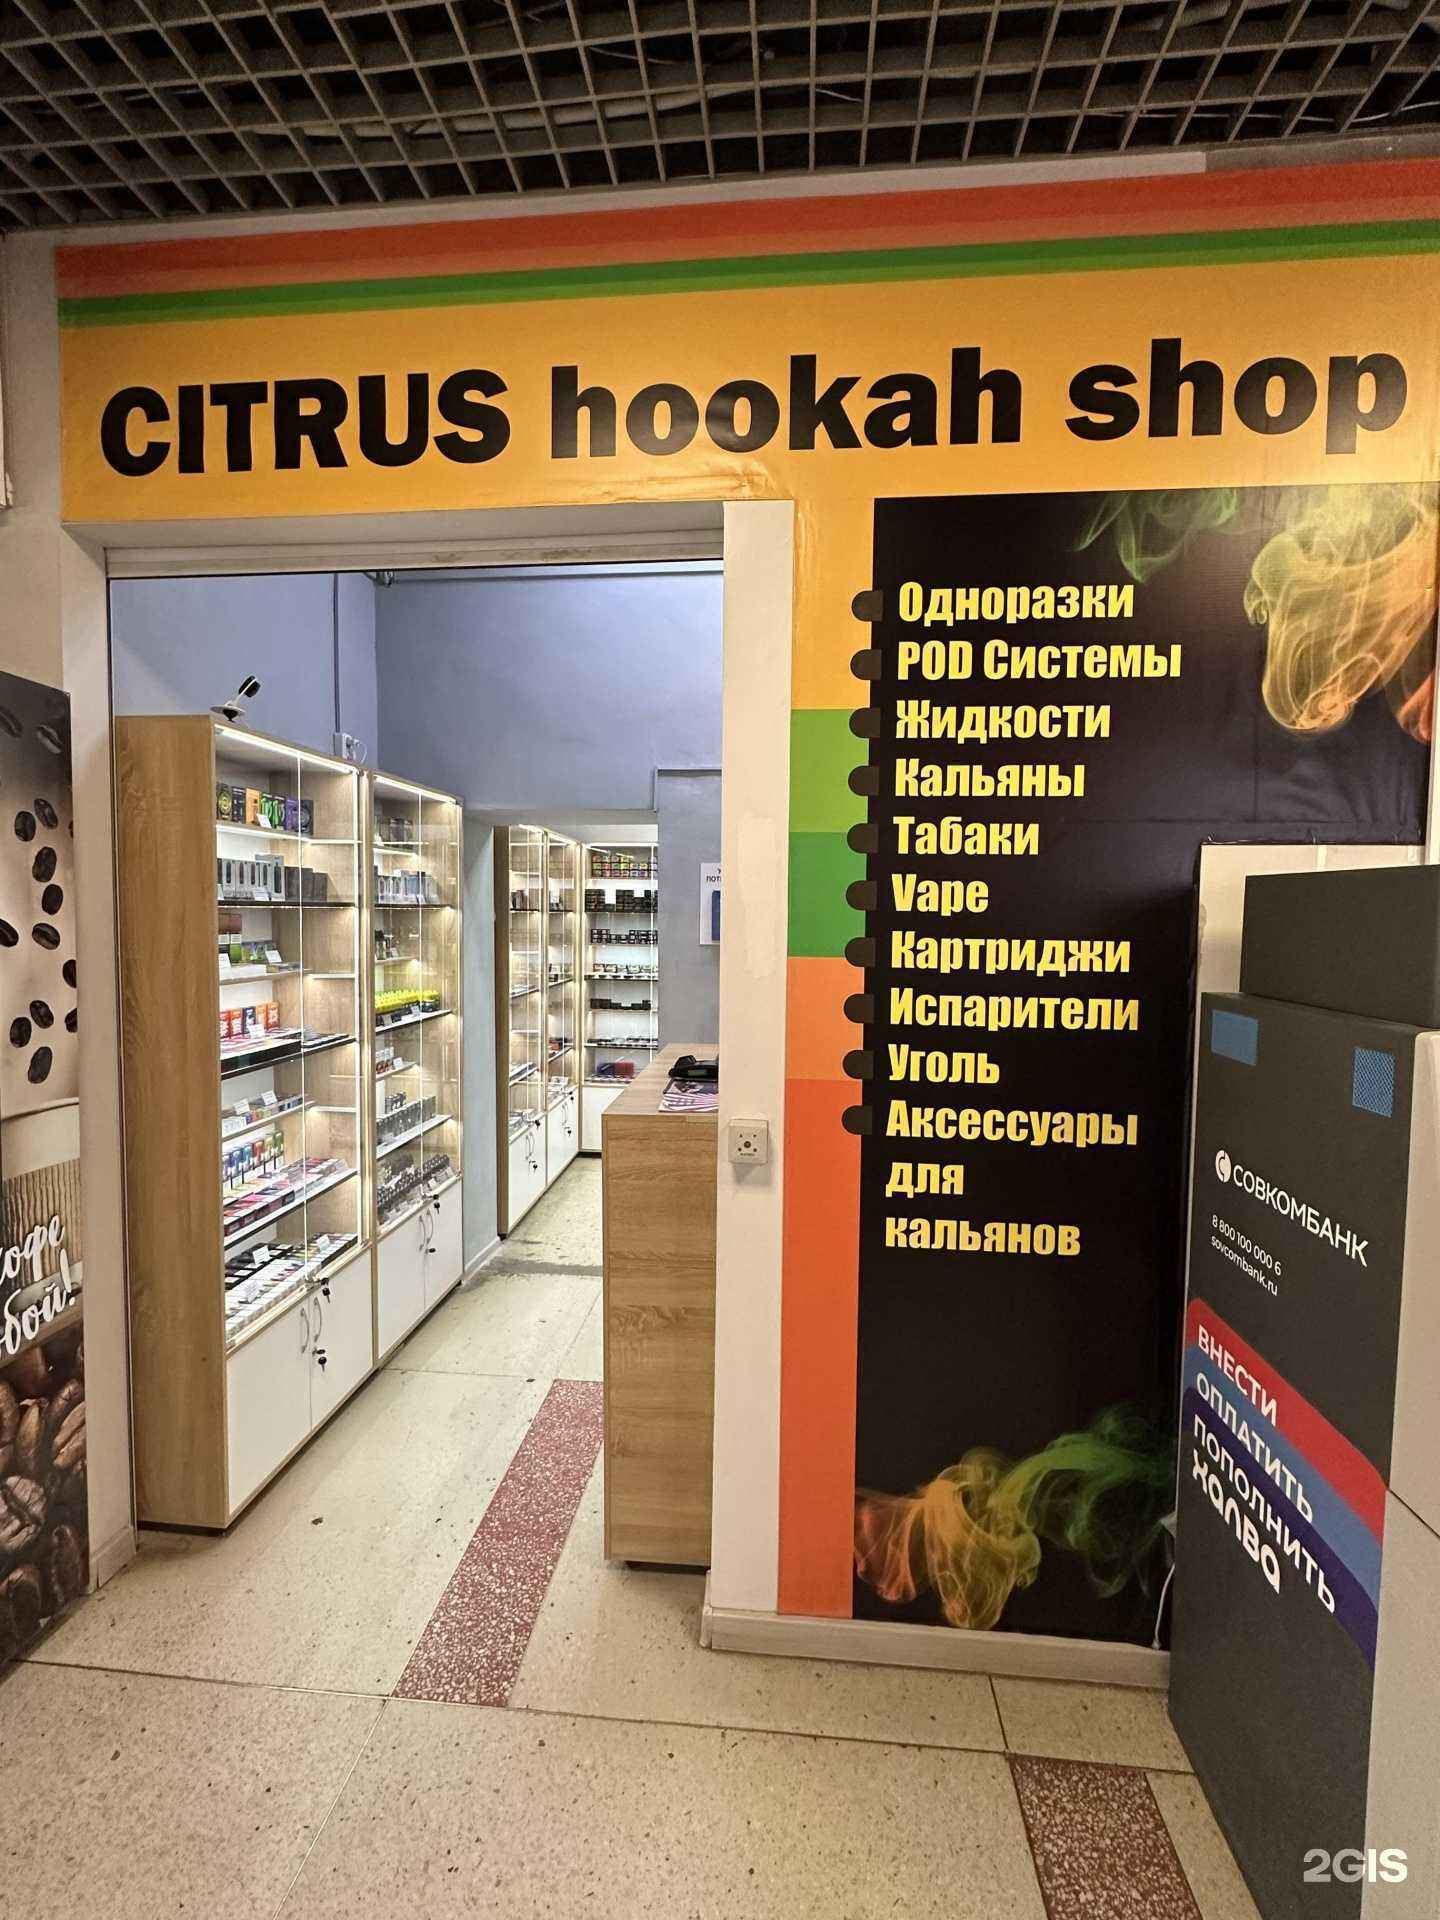 CITRUS hookah shop
Одноразки
POD Системы
Жидкости
Кальяны
Табаки
Vape
Картриджи
Испарители
Уголь
Аксессуары
для
кальянов
СОВКОМБАНК
8 800 100 000 6
sovcombank.ru
ВНЕСТИ
ОПЛАТИТЬ
ПОПОЛНИТЬ
халва
2GIS